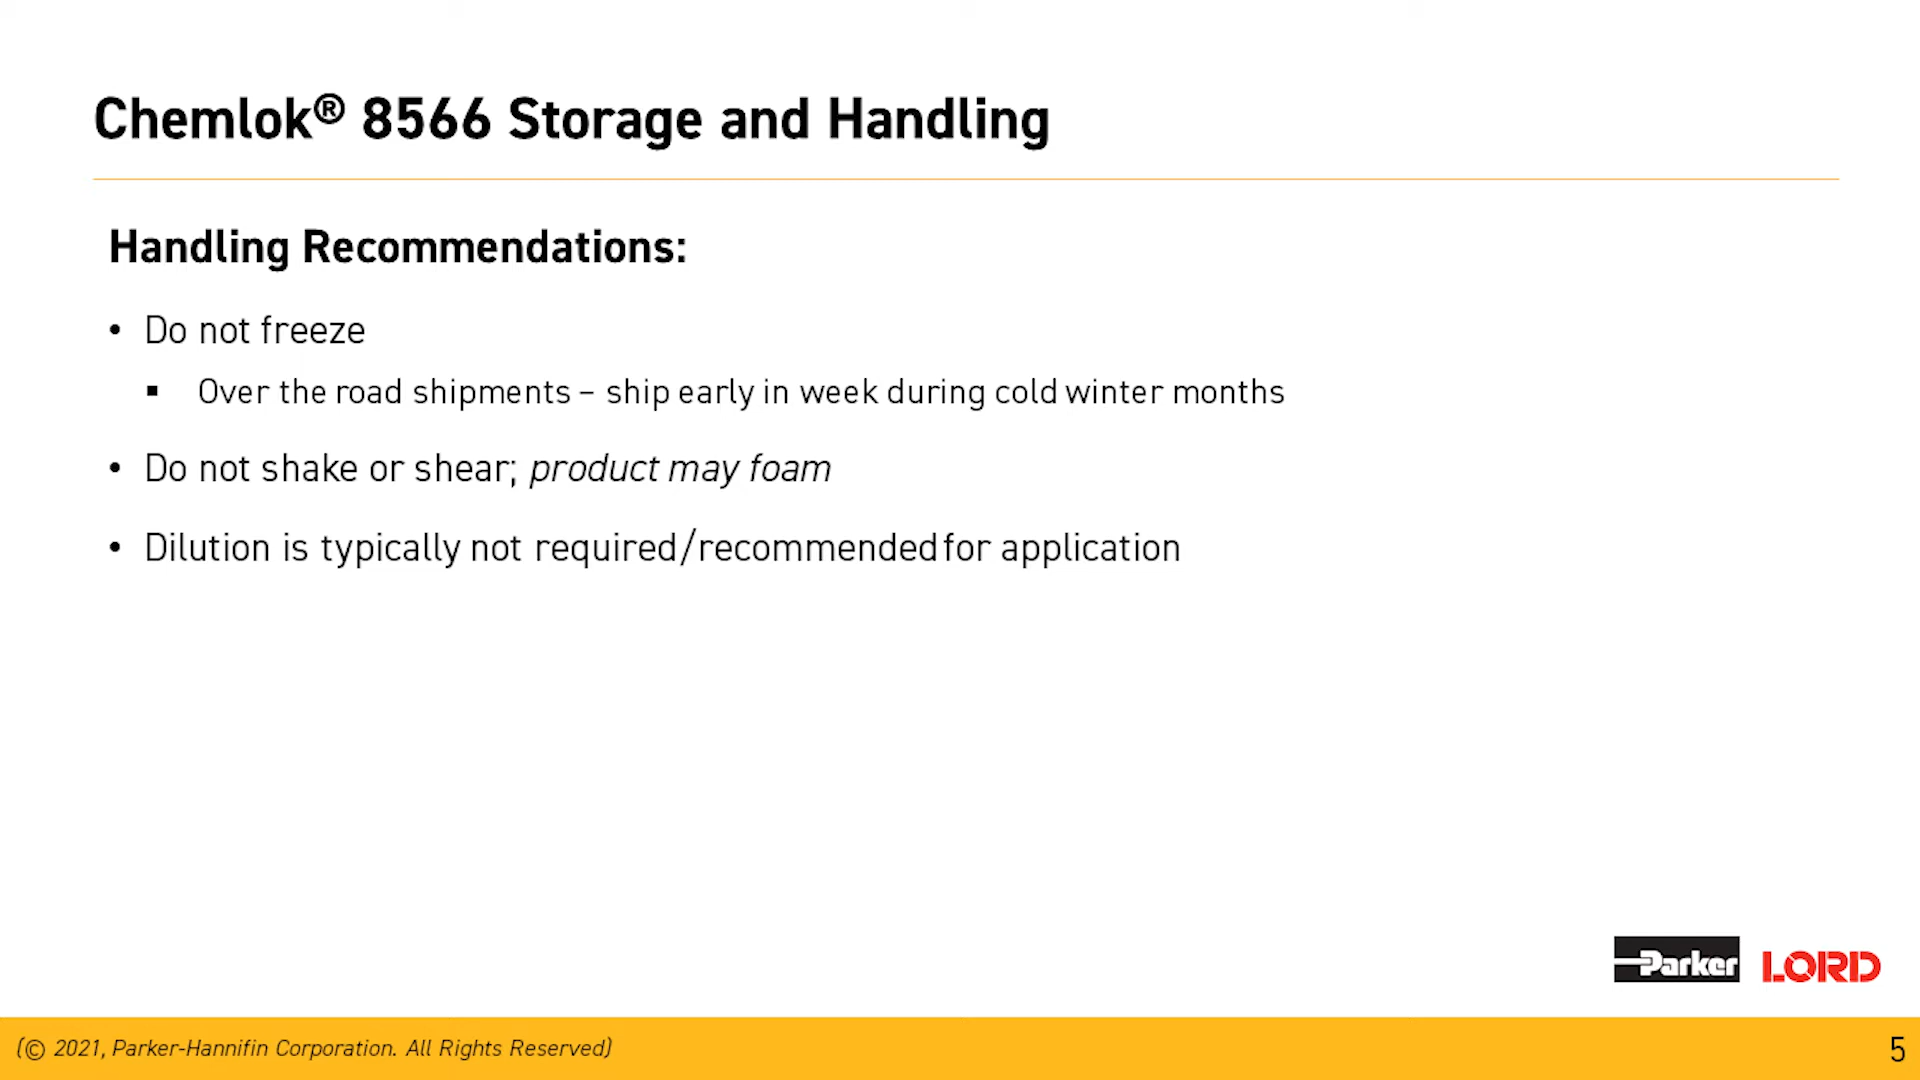 Chemlok® 8566 Storage and Handling
Handling Recommendations:
• Do not freeze
▪ Over the road shipments – ship early in week during cold winter months
• Do not shake or shear; product may foam
• Dilution is typically not required/recommended for application
Parker LORD
(© 2021, Parker-Hannifin Corporation. All Rights Reserved)
5